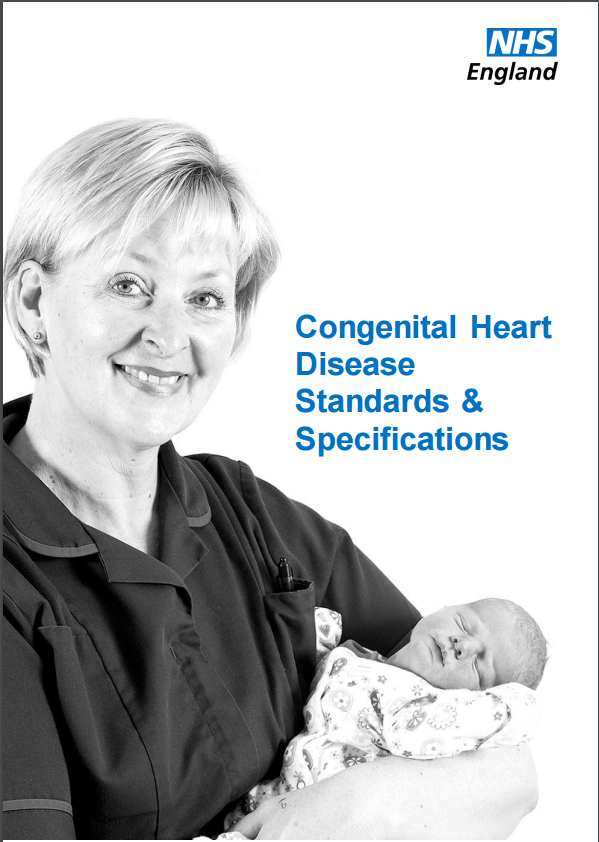 NHS
England
Congenital Heart
Disease
Standards &
Specifications